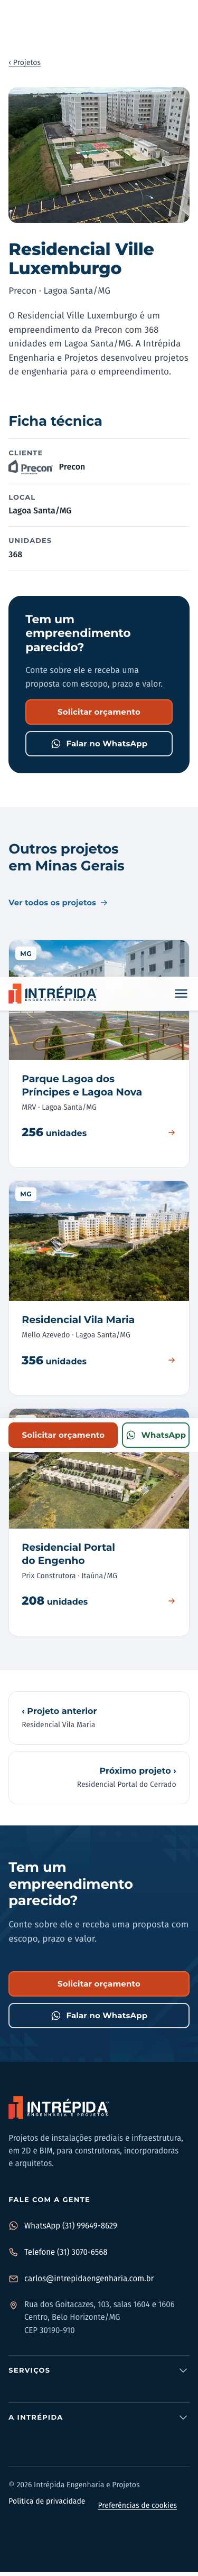 ‹ Projetos
Residencial Ville
Luxemburgo
Precon · Lagoa Santa/MG
O Residencial Ville Luxemburgo é um
empreendimento da Precon com 368
unidades em Lagoa Santa/MG. A Intrépida
Engenharia e Projetos desenvolveu projetos
de engenharia para o empreendimento.
Ficha técnica
CLIENTE
Precon Precon
LOCAL
Lagoa Santa/MG
UNIDADES
368
Tem um
empreendimento
parecido?
Conte sobre ele e receba uma
proposta com escopo, prazo e valor.
Solicitar orçamento
Falar no WhatsApp
Outros projetos
em Minas Gerais
Ver todos os projetos →
MG
INTRÉPIDA
ENGENHARIA E PROJETOS
Parque Lagoa dos
Príncipes e Lagoa Nova
MRV · Lagoa Santa/MG
256 unidades →
MG
Residencial Vila Maria
Mello Azevedo · Lagoa Santa/MG
356 unidades →
Solicitar orçamento WhatsApp
Residencial Portal
do Engenho
Prix Construtora · Itaúna/MG
208 unidades →
‹ Projeto anterior
Residencial Vila Maria
Próximo projeto ›
Residencial Portal do Cerrado
Tem um
empreendimento
parecido?
Conte sobre ele e receba uma proposta com
escopo, prazo e valor.
Solicitar orçamento
Falar no WhatsApp
INTRÉPIDA
ENGENHARIA E PROJETOS
Projetos de instalações prediais e infraestrutura,
em 2D e BIM, para construtoras, incorporadoras
e arquitetos.
FALE COM A GENTE
WhatsApp (31) 99649-8629
Telefone (31) 3070-6568
carlos@intrepidaengenharia.com.br
Rua dos Goitacazes, 103, salas 1604 e 1606
Centro, Belo Horizonte/MG
CEP 30190-910
SERVIÇOS
A INTRÉPIDA
© 2026 Intrépida Engenharia e Projetos
Política de privacidade Preferências de cookies